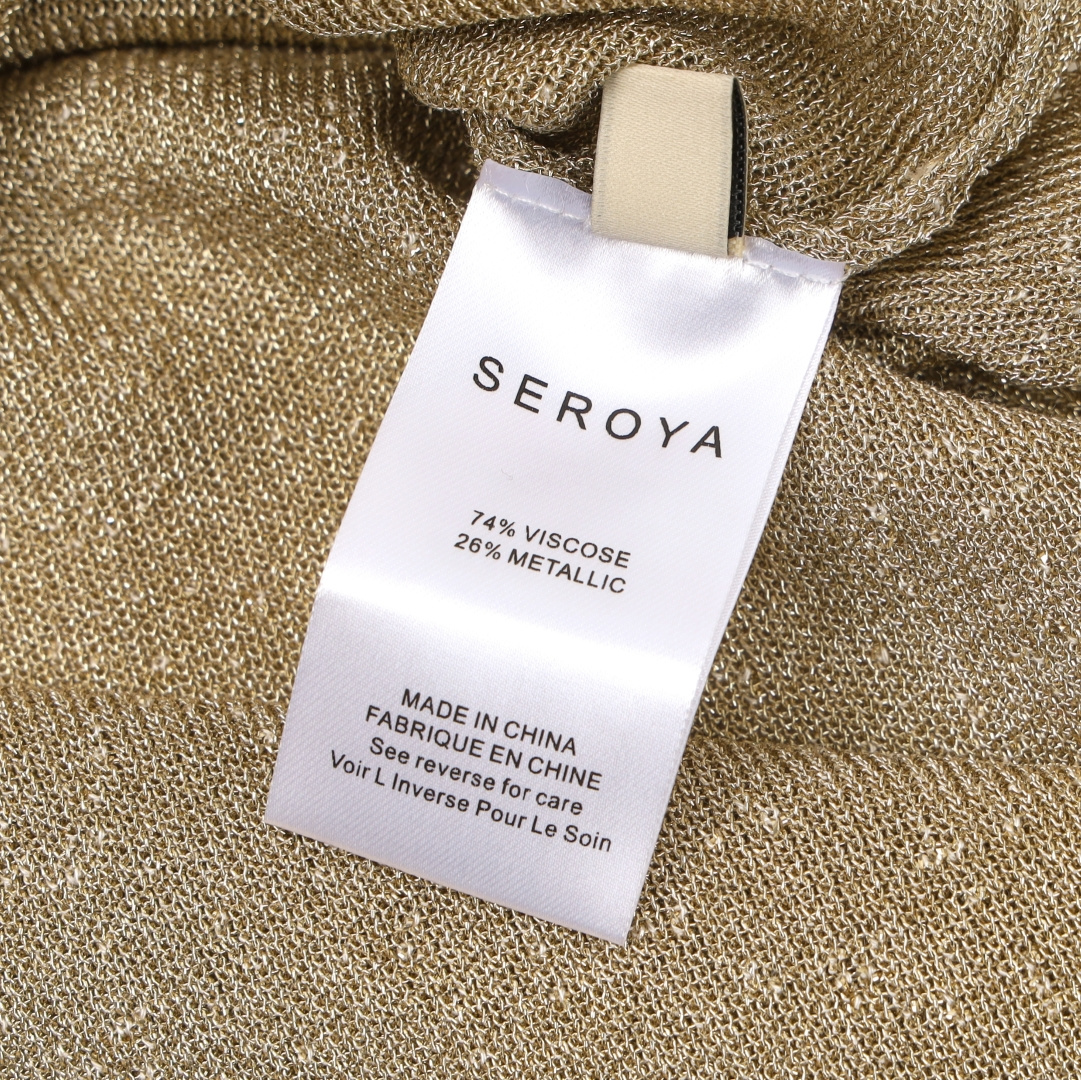 SEROYA
74% VISCOSE
26% METALLIC
MADE IN CHINA
FABRIQUE EN CHINE
See reverse for care
Voir L Inverse Pour Le Soin